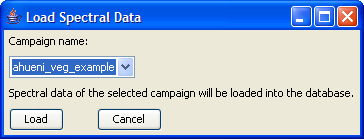 Load Spectral Data
Campaign name:
ahueni_veg_example
Spectral data of the selected campaign will be loaded into the database.
Load
Cancel